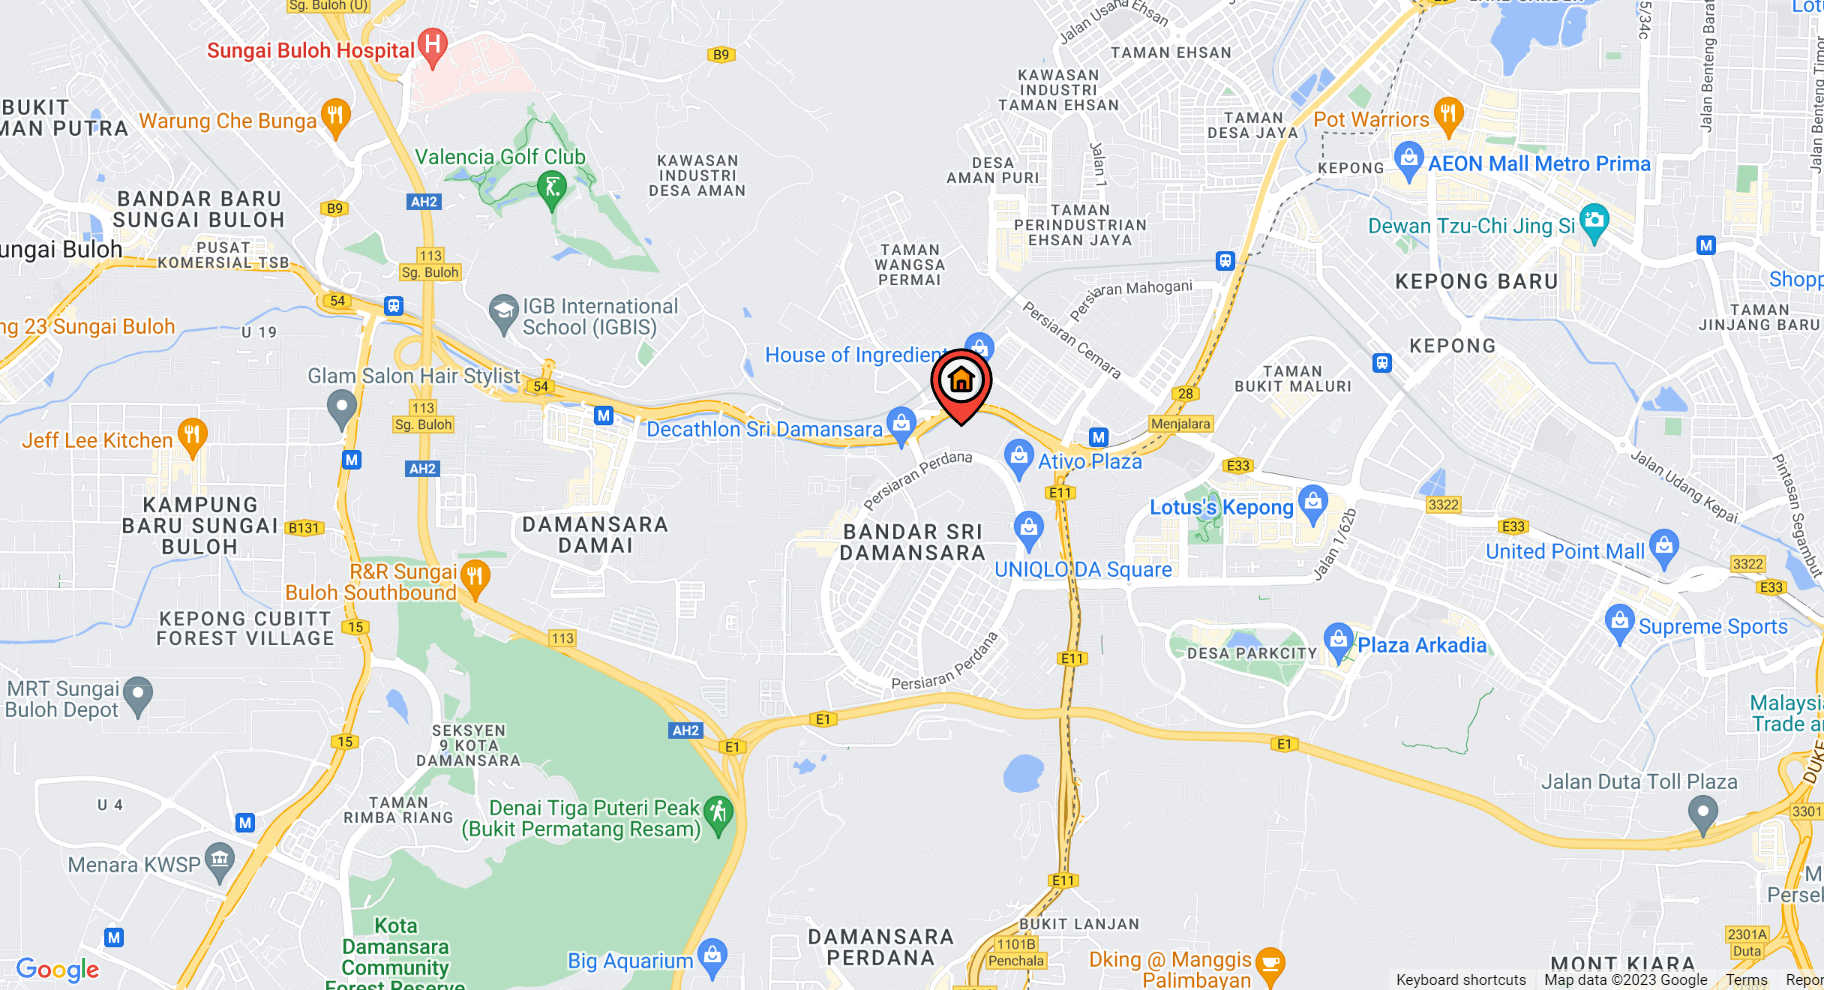 Sg. Buloh (U)
Sungai Buloh Hospital
H
B9
Jalan Usaha Ehsan
TAMAN EHSAN
LAKE GARDEN
28
5/34c
Jalan Benteng Barat
Jalan Benteng Timor
BUKIT
MAN PUTRA
Warung Che Bunga
KAWASAN
INDUSTRI
TAMAN EHSAN
TAMAN
DESA JAYA
Pot Warriors
AEON Mall Metro Prima
KEPONG
Valencia Golf Club
KAWASAN
INDUSTRI
DESA AMAN
DESA
AMAN PURI
Jalan 1
BANDAR BARU
SUNGAI BULOH
B9
AH2
TAMAN
PERINDUSTRIAN
EHSAN JAYA
Dewan Tzu-Chi Jing Si
M
ungai Buloh
PUSAT
KOMERSIAL TSB
113
Sg. Buloh
TAMAN
WANGSA
PERMAI
Persiaran Mahogani
KEPONG BARU
Shopp
54
IGB International
School (IGBIS)
Persiaran Cemara
TAMAN
JINJANG BARU
ng 23 Sungai Buloh
U 19
House of Ingredient
KEPONG
Glam Salon Hair Stylist
54
TAMAN
BUKIT MALURI
28
113
Sg. Buloh
M
Decathlon Sri Damansara
Menjalara
M
Jeff Lee Kitchen
M
AH2
Persiaran Perdana
Ativo Plaza
E33
Jalan Udang Kepai
Pintasan Segambut
E11
KAMPUNG
BARU SUNGAI
BULOH
B131
DAMANSARA
DAMAI
BANDAR SRI
DAMANSARA
Lotus's Kepong
Jalan 1/62b
3322
E33
United Point Mall
3322
E33
UNIQLO DA Square
R&R Sungai
Buloh Southbound
KEPONG CUBITT
FOREST VILLAGE
15
113
Persiaran Perdana
E11
DESA PARKCITY
Plaza Arkadia
Supreme Sports
MRT Sungai
Buloh Depot
15
SEKSYEN
9 KOTA
DAMANSARA
AH2
E1
E1
E1
Malaysi
Trade a
DUKE
U 4
TAMAN
RIMBA RIANG
Denai Tiga Puteri Peak
(Bukit Permatang Resam)
Jalan Duta Toll Plaza
3301
M
Menara KWSP
E11
M
Persek
Kota
Damansara
Community
Forest Reserve
M
Big Aquarium
DAMANSARA
PERDANA
BUKIT LANJAN
1101B
Penchala
Dking @ Manggis
Palimbayan
2301A
Duta
MONT KIARA
Google
Keyboard shortcuts
Map data ©2023 Google
Terms
Repor